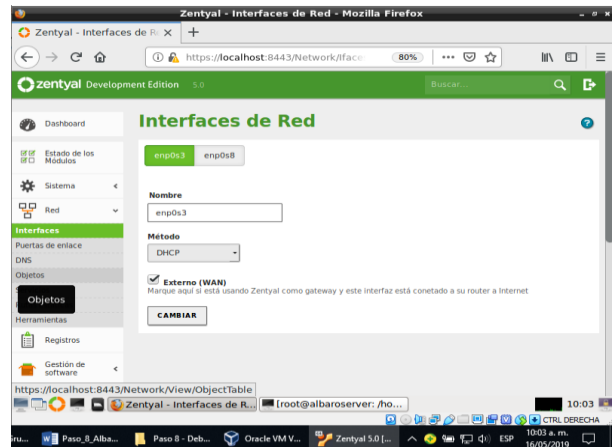 Zentyal - Interfaces de Red - Mozilla Firefox
Zentyal - Interfaces de R
https://localhost:8443/Network/Iface
80%
zentyal Development Edition 5.0
Buscar...
Dashboard
Estado de los
Módulos
Sistema
Red
Interfaces
Puertas de enlace
DNS
Objetos
Objetos
Herramientas
Registros
Gestión de
software
Interfaces de Red
enp0s3 enp0s8
Nombre
enp0s3
Método
DHCP
Externo (WAN)
Marque aquí si está usando Zentyal como gateway y este interfaz está conetado a su router a Internet
CAMBIAR
https://localhost:8443/Network/View/ObjectTable
Zentyal - Interfaces de R...
[root@albaroserver: /ho...
10:03
CTRL DERECHA
iru...
Paso_8_Alba...
Paso 8 - Deb...
Oracle VM V...
Zentyal 5.0 [...
ESP
10:03 a. m.
16/05/2019